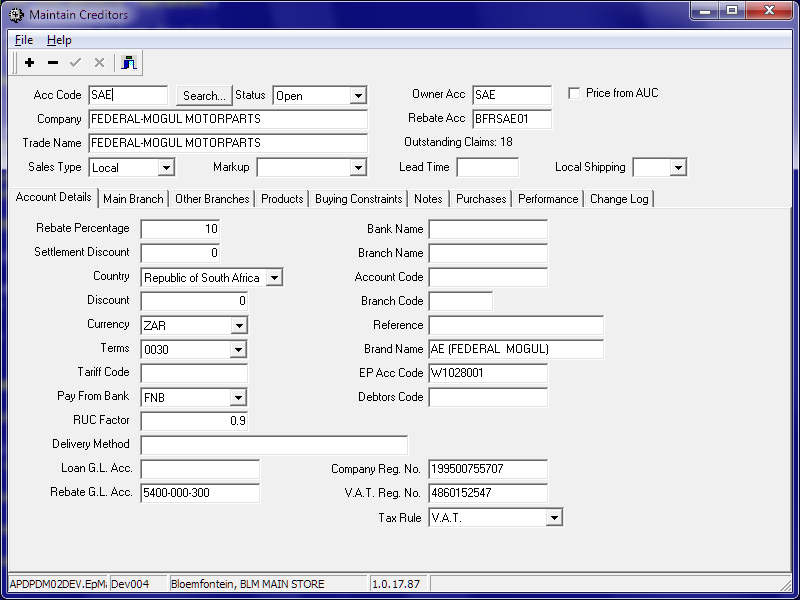 Maintain Creditors
File Help
Acc Code SAE Search... Status Open Owner Acc SAE Price from AUC
Company FEDERAL-MOGUL MOTORPARTS Rebate Acc BFRSAE01
Trade Name FEDERAL-MOGUL MOTORPARTS Outstanding Claims: 18
Sales Type Local Markup Lead Time Local Shipping
Account Details Main Branch Other Branches Products Buying Constraints Notes Purchases Performance Change Log
Rebate Percentage 10 Bank Name
Settlement Discount 0 Branch Name
Country Republic of South Africa Account Code
Discount 0 Branch Code
Currency ZAR Reference
Terms 0030 Brand Name AE (FEDERAL MOGUL)
Tariff Code EP Acc Code W1028001
Pay From Bank FNB Debtors Code
RUC Factor 0.9
Delivery Method
Loan G.L. Acc. Company Reg. No. 199500755707
Rebate G.L. Acc. 5400-000-300 V.A.T. Reg. No. 4860152547
Tax Rule V.A.T.
APDPDM02DEV.EpMa Dev004 Bloemfontein, BLM MAIN STORE 1.0.17.87